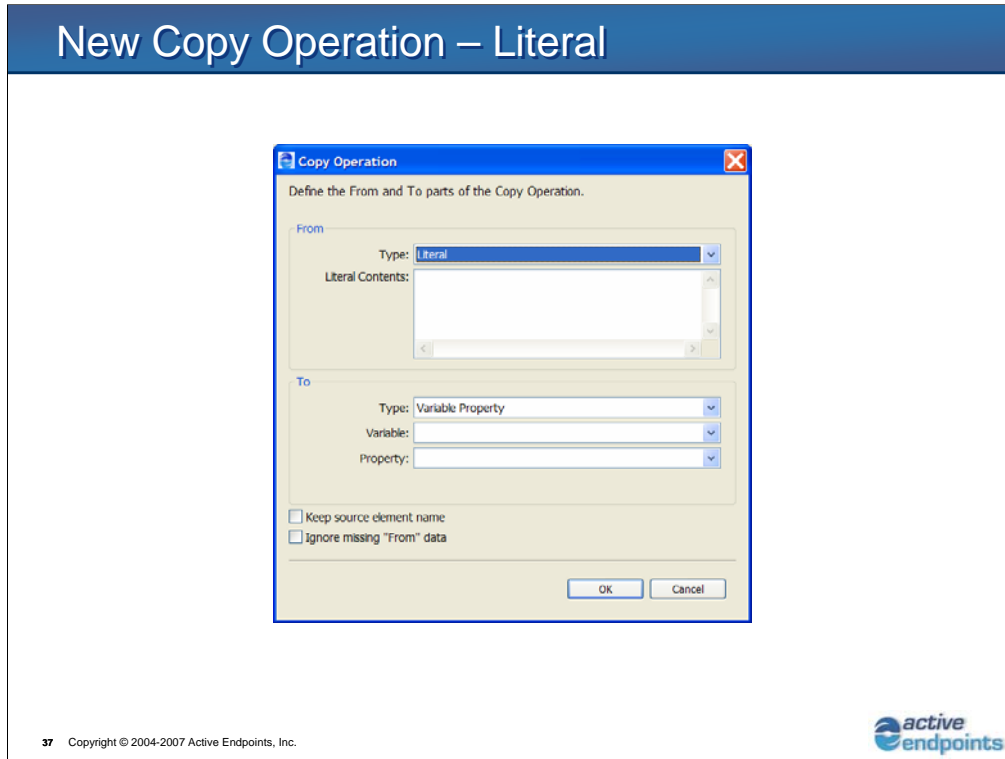 New Copy Operation – Literal
Copy Operation
Define the From and To parts of the Copy Operation.
From
Type: Literal
Literal Contents:
To
Type: Variable Property
Variable:
Property:
Keep source element name
Ignore missing "From" data
OK Cancel
37 Copyright © 2004-2007 Active Endpoints, Inc.
active
endpoints